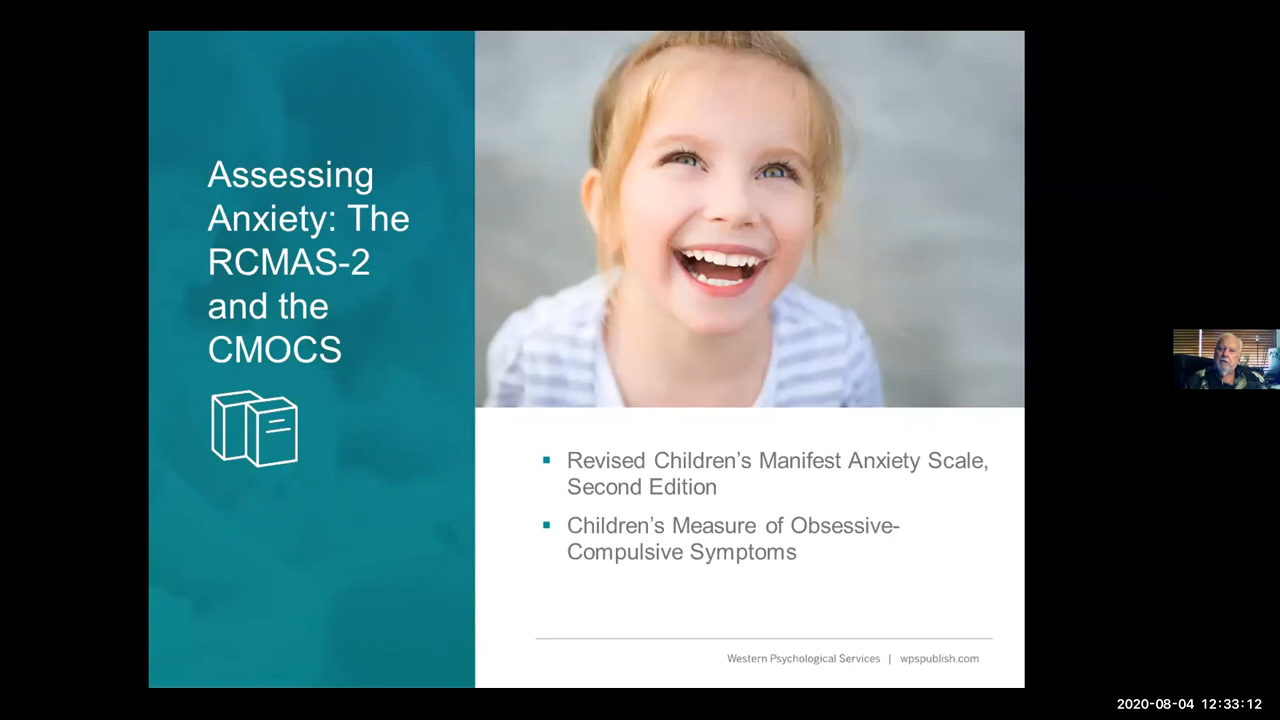 Assessing
Anxiety: The
RCMAS-2
and the
CMOCS
Revised Children's Manifest Anxiety Scale,
Second Edition
Children's Measure of Obsessive-
Compulsive Symptoms
Western Psychological Services | wpspublish.com
2020-08-04 12:33:12